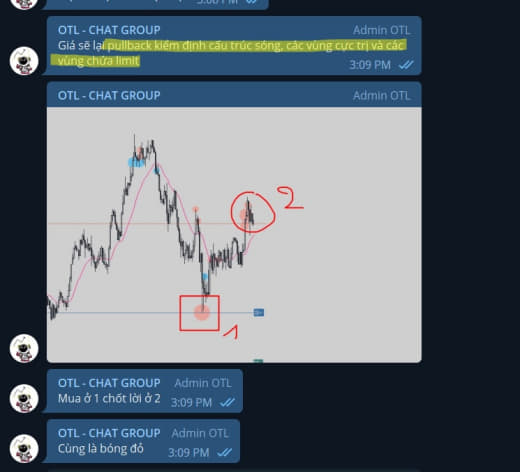 OTL - CHAT GROUP Admin OTL
Giá sẽ lại pullback kiểm định cấu trúc sóng, các vùng cực trị và các
vùng chứa limit
3:09 PM
OTL - CHAT GROUP Admin OTL
2
1
OTL - CHAT GROUP Admin OTL
Mua ở 1 chốt lời ở 2 3:09 PM
OTL - CHAT GROUP Admin OTL
Cùng là bóng đỏ 3:09 PM